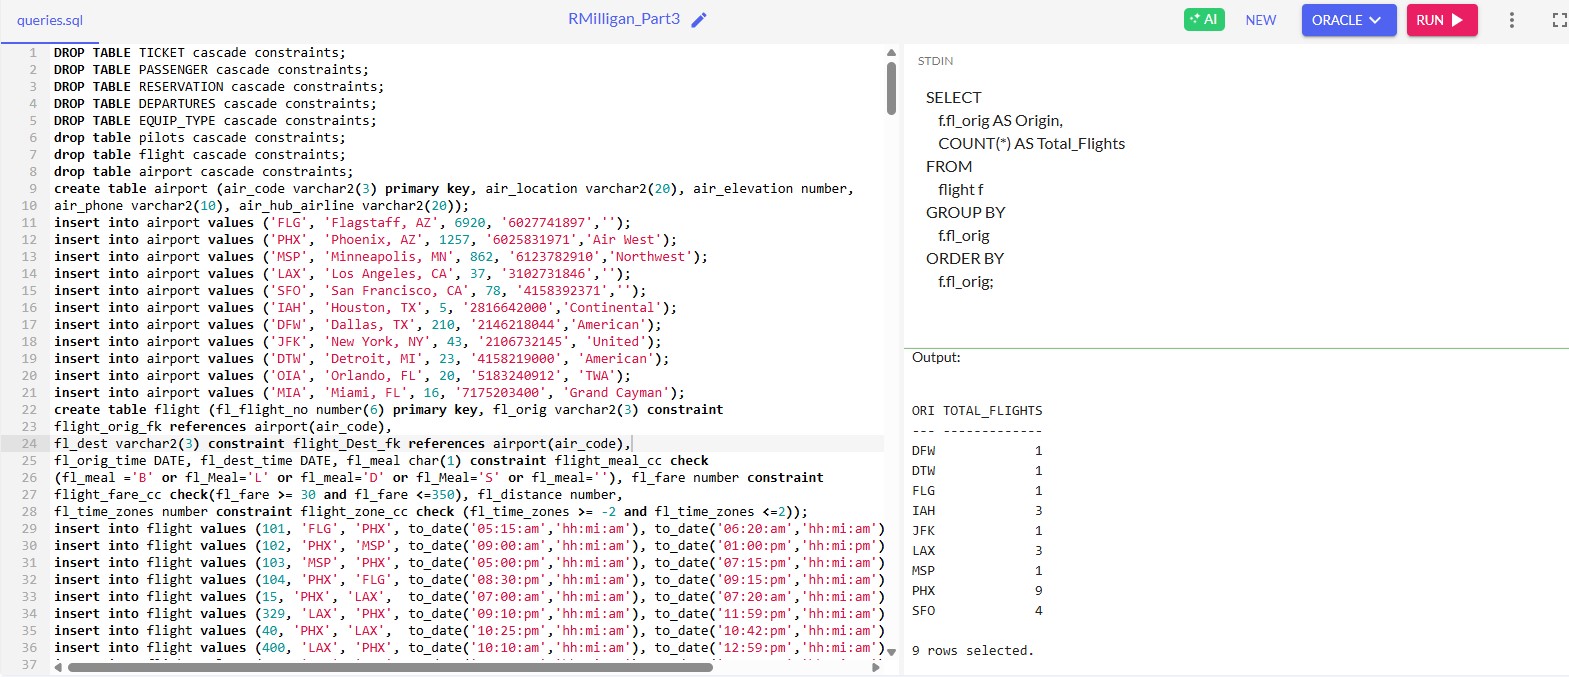 queries.sql
RMilligan_Part3
AI
NEW
ORACLE
RUN
1 DROP TABLE TICKET cascade constraints;
2 DROP TABLE PASSENGER cascade constraints;
3 DROP TABLE RESERVATION cascade constraints;
4 DROP TABLE DEPARTURES cascade constraints;
5 DROP TABLE EQUIP_TYPE cascade constraints;
6 drop table pilots cascade constraints;
7 drop table flight cascade constraints;
8 drop table airport cascade constraints;
9 create table airport (air_code varchar2(3) primary key, air_location varchar2(20), air_elevation number,
10 air_phone varchar2(10), air_hub_airline varchar2(20));
11 insert into airport values ('FLG', 'Flagstaff, AZ', 6920, '6027741897','');
12 insert into airport values ('PHX', 'Phoenix, AZ', 1257, '6025831971','Air West');
13 insert into airport values ('MSP', 'Minneapolis, MN', 862, '6123782910','Northwest');
14 insert into airport values ('LAX', 'Los Angeles, CA', 37, '3102731846','');
15 insert into airport values ('SFO', 'San Francisco, CA', 78, '4158392371','');
16 insert into airport values ('IAH', 'Houston, TX', 5, '2816642000','Continental');
17 insert into airport values ('DFW', 'Dallas, TX', 210, '2146218044','American');
18 insert into airport values ('JFK', 'New York, NY', 43, '2106732145', 'United');
19 insert into airport values ('DTW', 'Detroit, MI', 23, '4158219000', 'American');
20 insert into airport values ('OIA', 'Orlando, FL', 20, '5183240912', 'TWA');
21 insert into airport values ('MIA', 'Miami, FL', 16, '7175203400', 'Grand Cayman');
22 create table flight (fl_flight_no number(6) primary key, fl_orig varchar2(3) constraint
23 flight_orig_fk references airport(air_code),
24 fl_dest varchar2(3) constraint flight_Dest_fk references airport(air_code),
25 fl_orig_time DATE, fl_dest_time DATE, fl_meal char(1) constraint flight_meal_cc check
26 (fl_meal ='B' or fl_Meal='L' or fl_meal='D' or fl_Meal='S' or fl_meal=''), fl_fare number constraint
27 flight_fare_cc check(fl_fare >= 30 and fl_fare <=350), fl_distance number,
28 fl_time_zones number constraint flight_zone_cc check (fl_time_zones >= -2 and fl_time_zones <=2));
29 insert into flight values (101, 'FLG', 'PHX', to_date('05:15:am','hh:mi:am'), to_date('06:20:am','hh:mi:am')
30 insert into flight values (102, 'PHX', 'MSP', to_date('09:00:am','hh:mi:am'), to_date('01:00:pm','hh:mi:pm')
31 insert into flight values (103, 'MSP', 'PHX', to_date('05:00:pm','hh:mi:am'), to_date('07:15:pm','hh:mi:am')
32 insert into flight values (104, 'PHX', 'FLG', to_date('08:30:pm','hh:mi:am'), to_date('09:15:pm','hh:mi:am')
33 insert into flight values (15, 'PHX', 'LAX', to_date('07:00:am','hh:mi:am'), to_date('07:20:am','hh:mi:am')
34 insert into flight values (329, 'LAX', 'PHX', to_date('09:10:pm','hh:mi:am'), to_date('11:59:pm','hh:mi:am')
35 insert into flight values (40, 'PHX', 'LAX', to_date('10:25:pm','hh:mi:am'), to_date('10:42:pm','hh:mi:am')
36 insert into flight values (400, 'LAX', 'PHX', to_date('10:10:am','hh:mi:am'), to_date('12:59:pm','hh:mi:am')
37
STDIN
SELECT
f.fl_orig AS Origin,
COUNT(*) AS Total_Flights
FROM
flight f
GROUP BY
f.fl_orig
ORDER BY
f.fl_orig;
Output:
ORI TOTAL_FLIGHTS
--- -------------
DFW 1
DTW 1
FLG 1
IAH 3
JFK 1
LAX 3
MSP 1
PHX 9
SFO 4
9 rows selected.